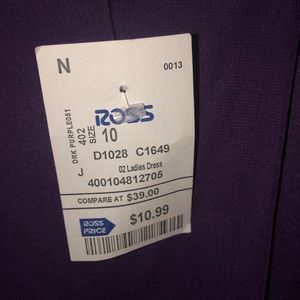 N
0013
ROSS
DRK PURPLE051
402
SIZE
10
D1028 C1649
J
02 Ladies Dress
400104812705
COMPARE AT $39.00
ROSS
PRICE
$10.99